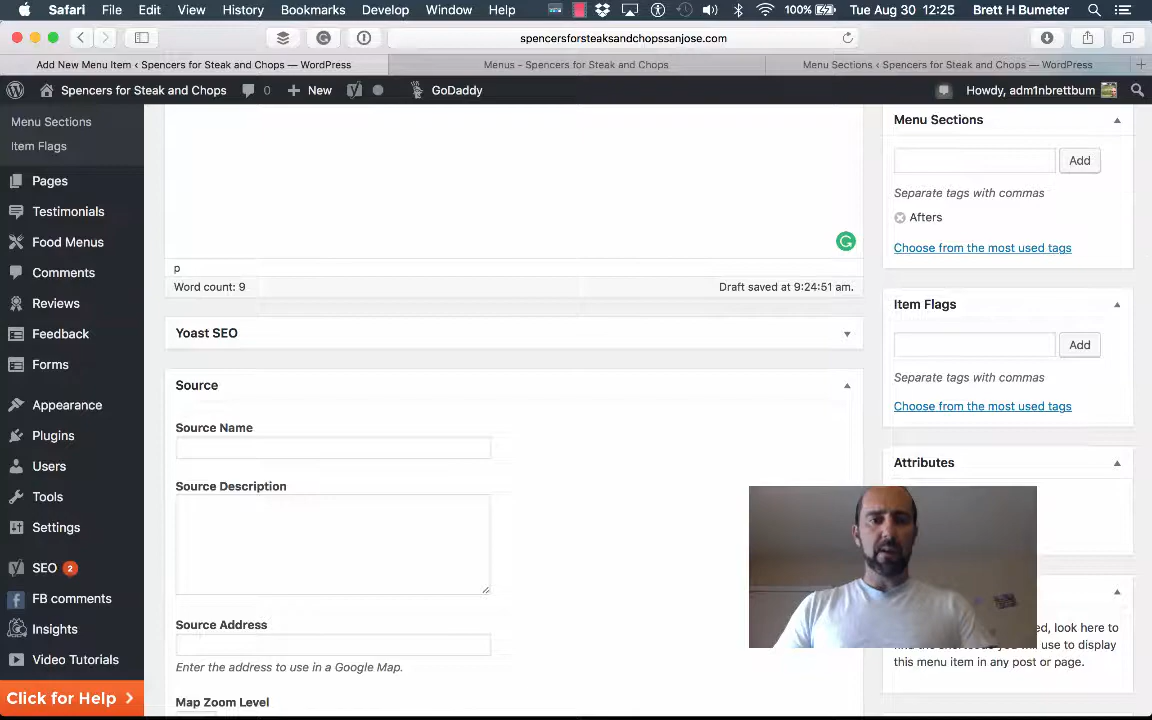 Safari File Edit View History Bookmarks Develop Window Help 100% Tue Aug 30 12:25 Brett H Bumeter
spencersforsteaksandchopssanjose.com
Add New Menu Item ‹ Spencers for Steak and Chops — WordPress
Menus - Spencers for Steak and Chops
Menu Sections ‹ Spencers for Steak and Chops — WordPress
Spencers for Steak and Chops 0 New GoDaddy Howdy, adm1nbrettbum
Menu Sections
Item Flags
Pages
Testimonials
Food Menus
Comments
Reviews
Feedback
Forms
Appearance
Plugins
Users
Tools
Settings
SEO 2
FB comments
Insights
Video Tutorials
Click for Help
p
Word count: 9
Draft saved at 9:24:51 am.
Yoast SEO
Source
Source Name
Source Description
Source Address
Enter the address to use in a Google Map.
Map Zoom Level
Menu Sections
Add
Separate tags with commas
Afters
Choose from the most used tags
Item Flags
Add
Separate tags with commas
Choose from the most used tags
Attributes
ed, look here to
use to display
this menu item in any post or page.